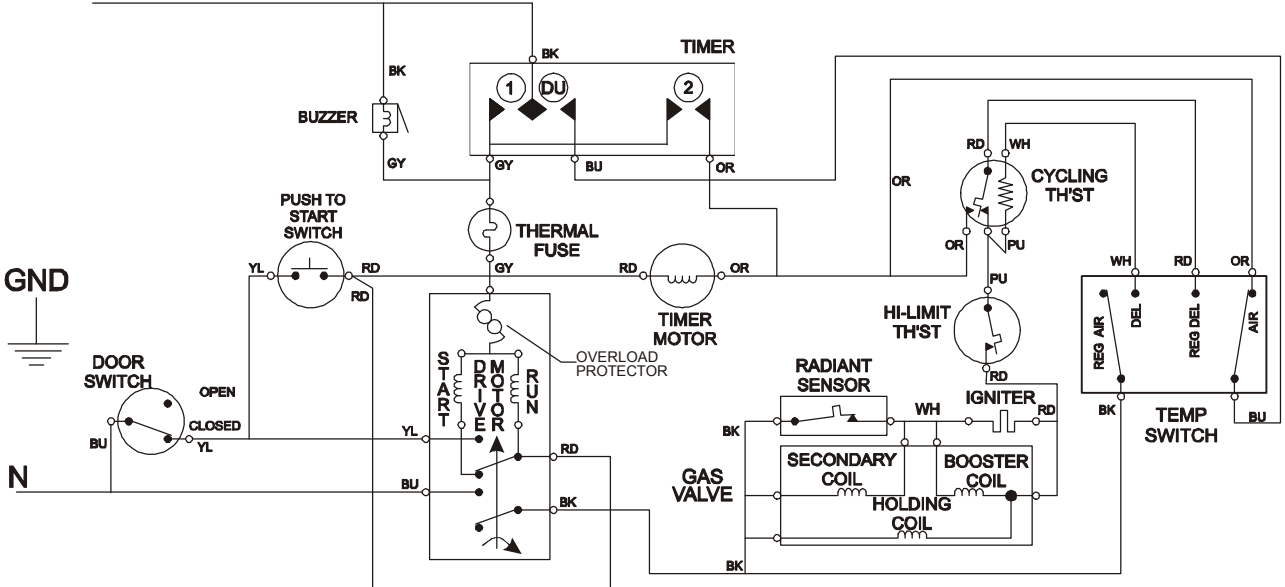 BK
TIMER
BK
1
DU
2
BUZZER
GY
GY
BU
OR
RD
WH
CYCLING
TH'ST
OR
PUSH TO
START
SWITCH
THERMAL
FUSE
OR
PU
GND
YL
RD
RD
GY
RD
OR
TIMER
MOTOR
PU
HI-LIMIT
TH'ST
RD
WH
RD
OR
REG AIR
DEL
REG DEL
AIR
BK
BU
TEMP
SWITCH
DOOR
SWITCH
OPEN
CLOSED
BU
YL
OVERLOAD
PROTECTOR
START
DRIVE
MOTOR
RUN
RADIANT
SENSOR
WH
IGNITER
RD
BK
YL
RD
N
BU
BK
GAS
VALVE
SECONDARY
COIL
BOOSTER
COIL
HOLDING
COIL
BK